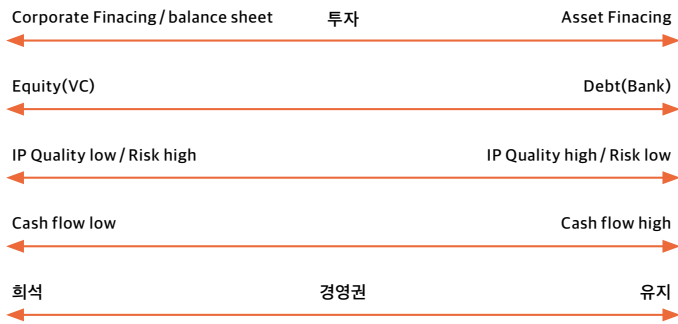 Corporate Finacing / balance sheet 투자 Asset Finacing
Equity(VC) Debt(Bank)
IP Quality low / Risk high IP Quality high / Risk low
Cash flow low Cash flow high
희석 경영권 유지